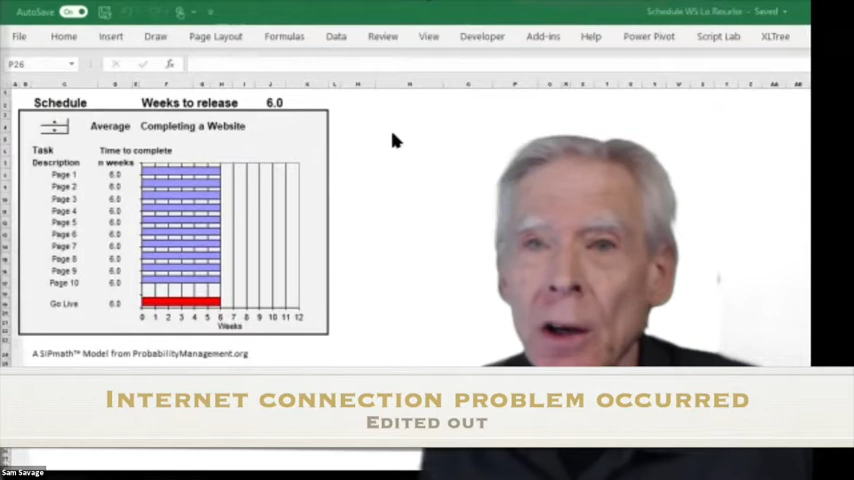 AutoSave On
Schedule WS Lo Resurler - Saved
File Home Insert Draw Page Layout Formulas Data Review View Developer Add-ins Help Power Pivot Script Lab XLTree
P26
fx
Schedule Weeks to release 6.0
Average Completing a Website
Task Time to complete
Description n weeks
Page 1 6.0
Page 2 6.0
Page 3 6.0
Page 4 6.0
Page 5 6.0
Page 6 6.0
Page 7 6.0
Page 8 6.0
Page 9 6.0
Page 10 6.0
Go Live 6.0
0 1 2 3 4 5 6 7 8 9 10 11 12
Weeks
A SIPmath™ Model from ProbabilityManagement.org
INTERNET CONNECTION PROBLEM OCCURRED
EDITED OUT
Sam Savage